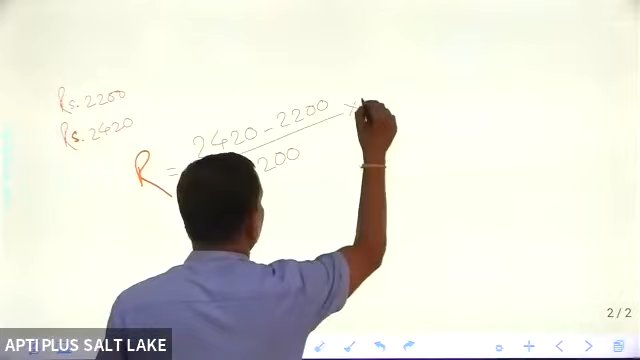 Rs. 2200
Rs. 2420
R = 2420 - 2200 ×
200
2 / 2
APTI PLUS SALT LAKE